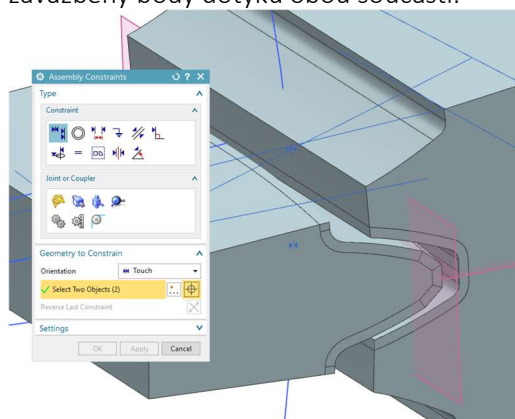 zavazbeny body dotyku obou součástí.
Assembly Constraints
Type
Constraint
Joint or Coupler
Geometry to Constrain
Orientation Touch
Select Two Objects (2)
Reverse Last Constraint
Settings
OK Apply Cancel